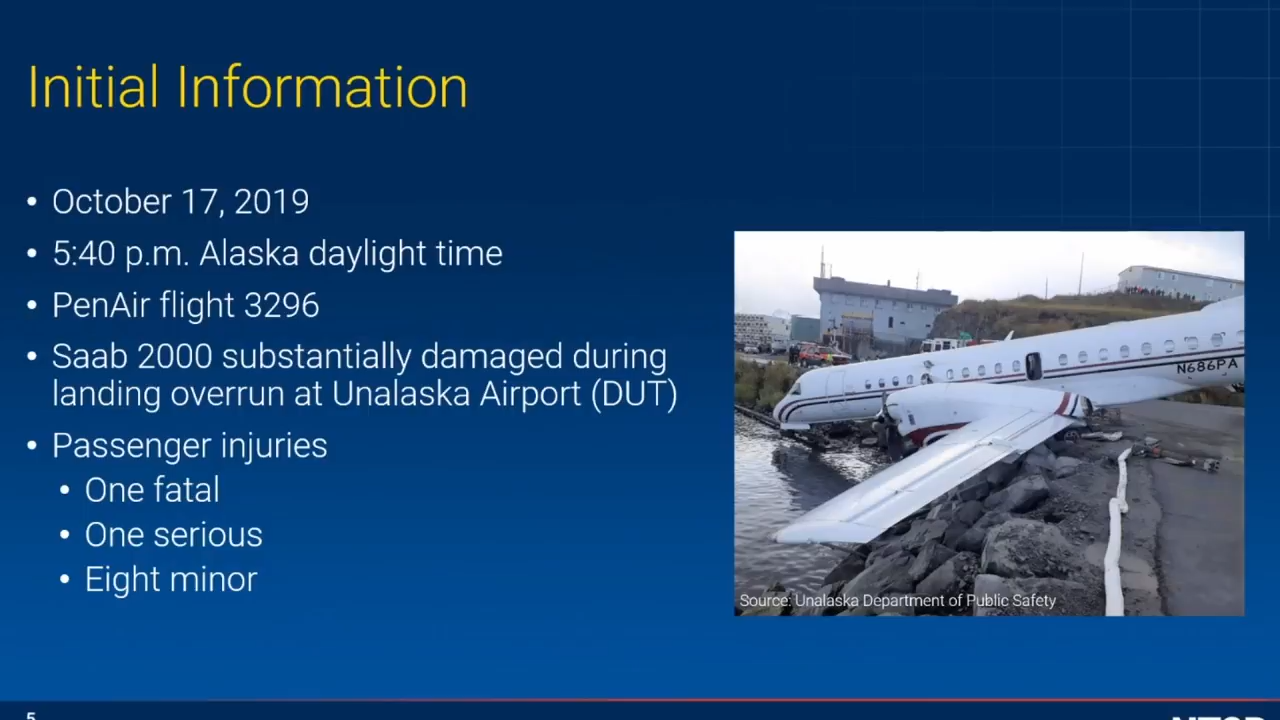 Initial Information
• October 17, 2019
• 5:40 p.m. Alaska daylight time
• PenAir flight 3296
• Saab 2000 substantially damaged during
landing overrun at Unalaska Airport (DUT)
• Passenger injuries
• One fatal
• One serious
• Eight minor
N686PA
Source: Unalaska Department of Public Safety
5
NTSB